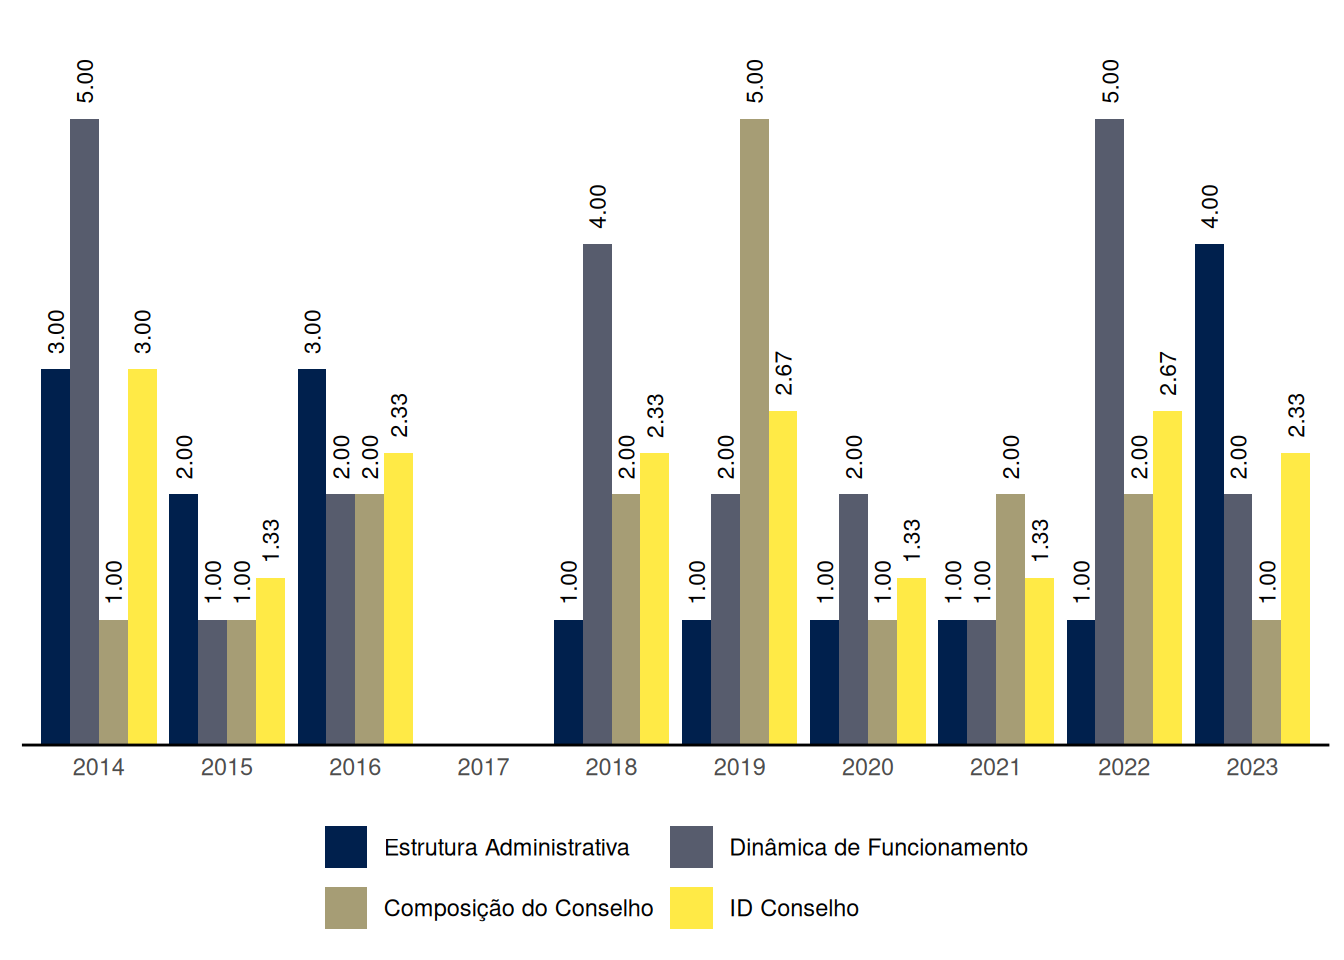 3.00 5.00 1.00 3.00
2.00 1.00 1.00 1.33
3.00 2.00 2.00 2.33
1.00 4.00 2.00 2.33
1.00 2.00 5.00 2.67
1.00 2.00 1.00 1.33
1.00 1.00 2.00 1.33
1.00 5.00 2.00 2.67
4.00 2.00 1.00 2.33
2014 2015 2016 2017 2018 2019 2020 2021 2022 2023
Estrutura Administrativa Dinâmica de Funcionamento
Composição do Conselho ID Conselho